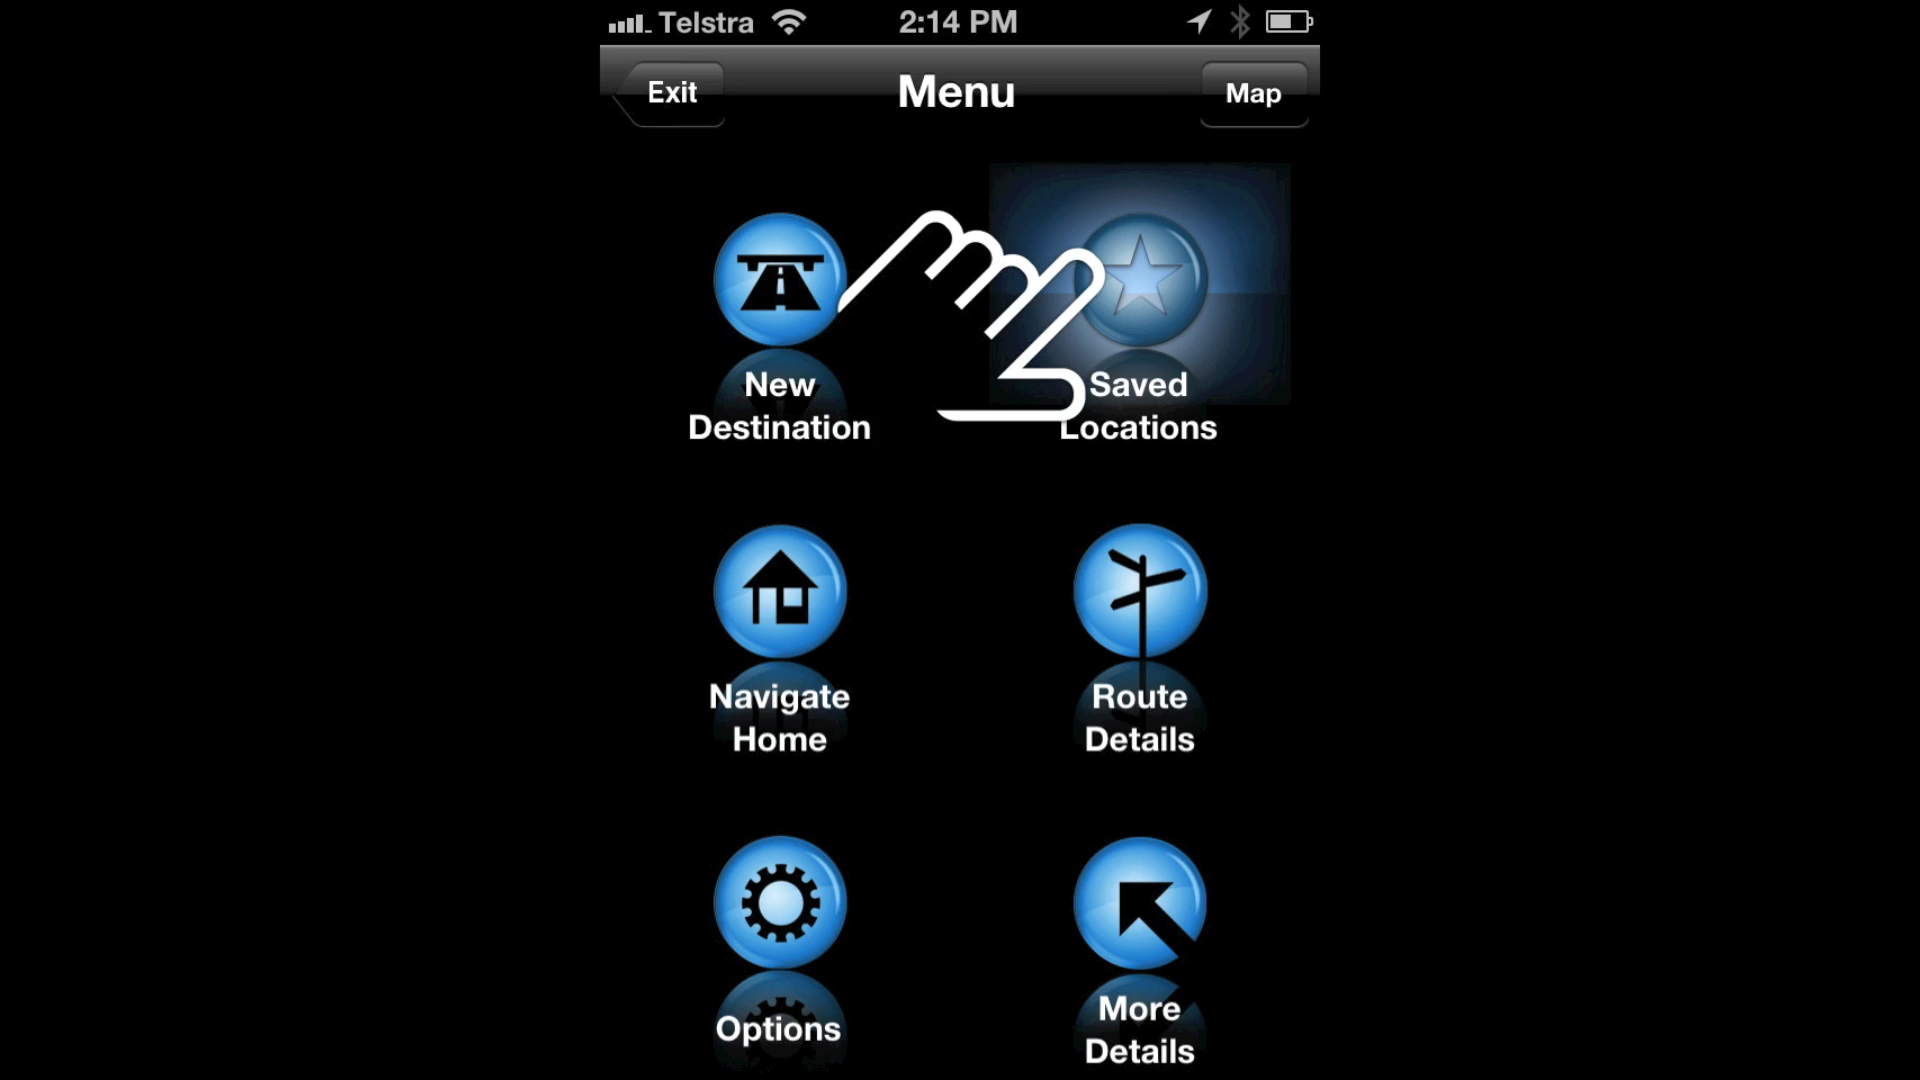 Telstra 2:14 PM
Exit Menu Map
New
Destination
Saved
Locations
Navigate
Home
Route
Details
Options
More
Details